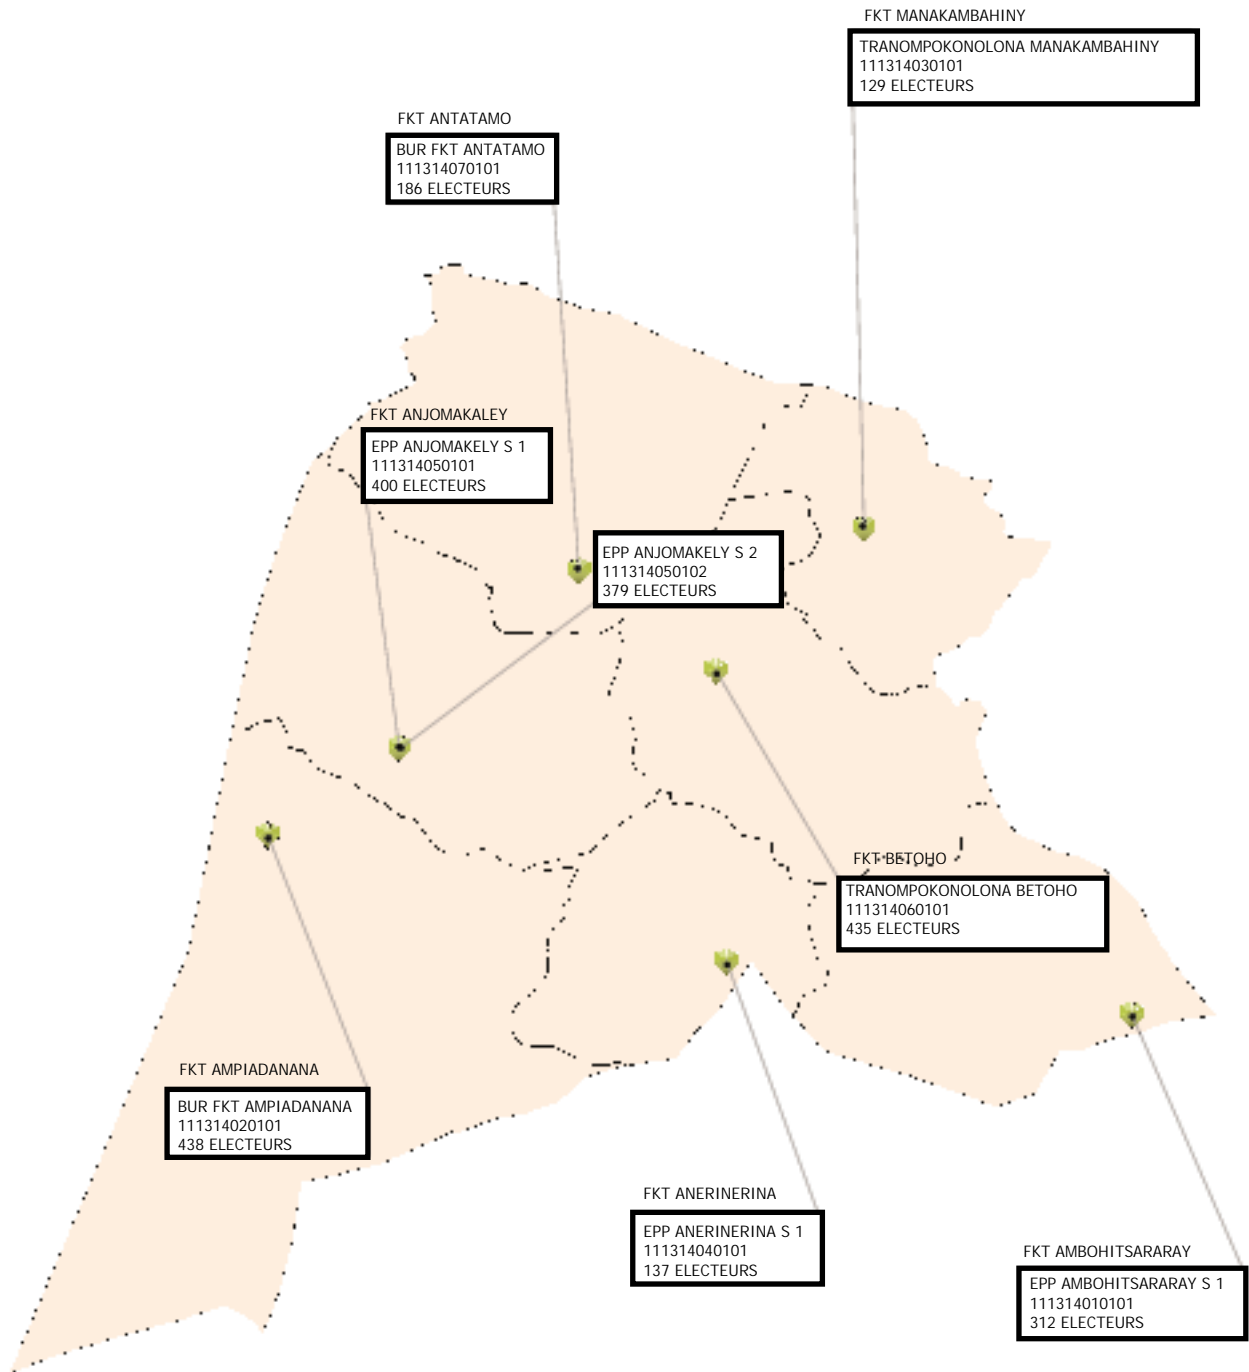 FKT MANAKAMBAHINY
TRANOMPOKONOLONA MANAKAMBAHINY
111314030101
129 ELECTEURS
FKT ANTATAMO
BUR FKT ANTATAMO
111314070101
186 ELECTEURS
FKT ANJOMAKALEY
EPP ANJOMAKELY S 1
111314050101
400 ELECTEURS
EPP ANJOMAKELY S 2
111314050102
379 ELECTEURS
FKT BETOHO
TRANOMPOKONOLONA BETOHO
111314060101
435 ELECTEURS
FKT AMPIADANANA
BUR FKT AMPIADANANA
111314020101
438 ELECTEURS
FKT ANERINERINA
EPP ANERINERINA S 1
111314040101
137 ELECTEURS
FKT AMBOHITSARARAY
EPP AMBOHITSARARAY S 1
111314010101
312 ELECTEURS